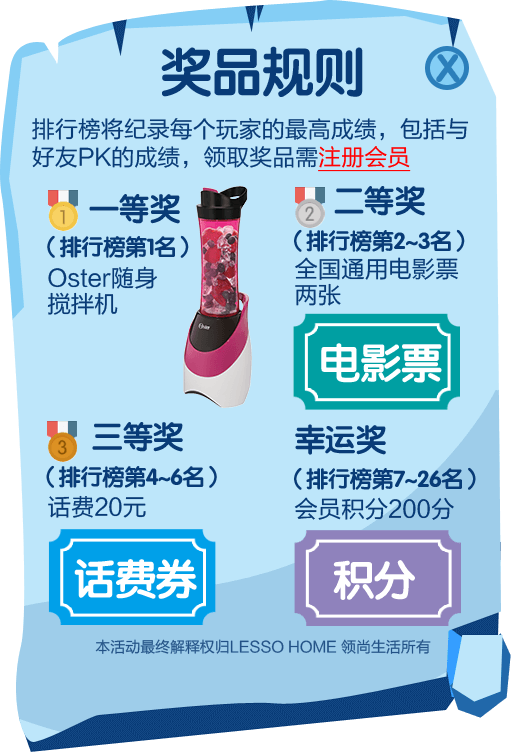 奖品规则
X
排行榜将纪录每个玩家的最高成绩，包括与
好友PK的成绩，领取奖品需注册会员
1
一等奖
（排行榜第1名）
Oster随身
搅拌机
Oster
2
二等奖
（排行榜第2~3名）
全国通用电影票
两张
电影票
3
三等奖
（排行榜第4~6名）
话费20元
话费券
幸运奖
（排行榜第7~26名）
会员积分200分
积分
本活动最终解释权归LESSO HOME 领尚生活所有